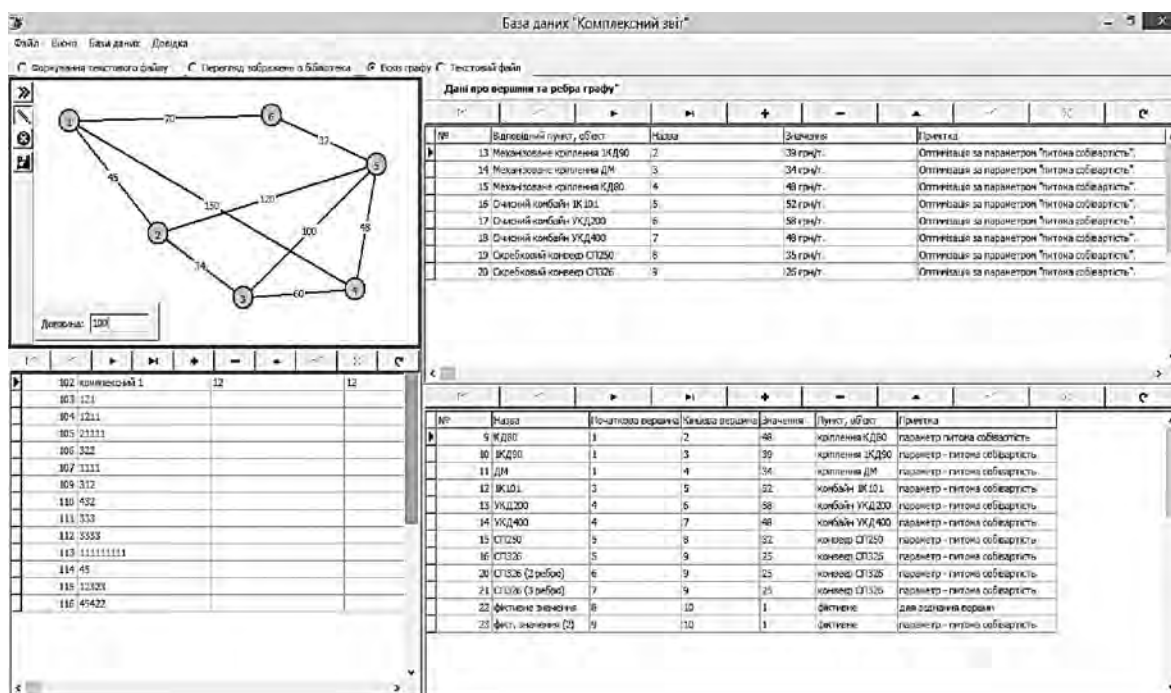 База даних "Комплексний звіт"
Файл Вікно Бази даних Довідка
Формування текстового файлу Перегляд зображень із бібліотеки Ескіз графу Текстовий файл
1 70 6
37
5
45
150 120
2 100 48
34
3 60 4
Довжина: 100
102 комплексний 1 12 12
103 121
104 1211
105 21111
106 322
107 1111
109 312
110 432
111 333
112 3333
113 111111111
114 45
115 12323
116 45422
Дані про вершини та ребра графу"
№ Відповідний пункт, об'єкт Назва Значення Примітка
13 Механізоване кріплення 1КД90 2 39 грн/т. Оптимізація за параметром "питома собівартість".
14 Механізоване кріплення ДМ 3 34 грн/т. Оптимізація за параметром "питома собівартість".
15 Механізоване кріплення КД80 4 48 грн/т. Оптимізація за параметром "питома собівартість".
16 Очисний комбайн 1К101 5 52 грн/т. Оптимізація за параметром "питома собівартість".
17 Очисний комбайн УКД200 6 58 грн/т. Оптимізація за параметром "питома собівартість".
18 Очисний комбайн УКД400 7 48 грн/т. Оптимізація за параметром "питома собівартість".
19 Скребковий конвеєр СП250 8 35 грн/т. Оптимізація за параметром "питома собівартість".
20 Скребковий конвеєр СП326 9 26 грн/т. Оптимізація за параметром "питома собівартість".
№ Назва Початкова вершина Кінцева вершина Значення Пункт, об'єкт Примітка
9 КД80 1 2 48 кріплення КД80 параметр питома собівартість
10 1КД90 1 3 39 кріплення 1КД90 параметр - питома собівартість
11 ДМ 1 4 34 кріплення ДМ параметр - питома собівартість
12 1К101 3 5 52 комбайн 1К101 параметр - питома собівартість
13 УКД200 4 6 58 комбайн УКД200 параметр - питома собівартість
14 УКД400 4 7 48 комбайн УКД400 параметр - питома собівартість
15 СП250 5 8 32 конвеєр СП250 параметр - питома собівартість
16 СП326 5 9 25 конвеєр СП326 параметр - питома собівартість
20 СП326 (2 ребро) 6 9 25 конвеєр СП326 параметр - питома собівартість
21 СП326 (3 ребро) 7 9 25 конвеєр СП326 параметр - питома собівартість
22 фіктивне значення 8 10 1 фіктивне для з'єднання вершин
23 фікт. значення (2) 9 10 1 фіктивне параметр - питома собівартість